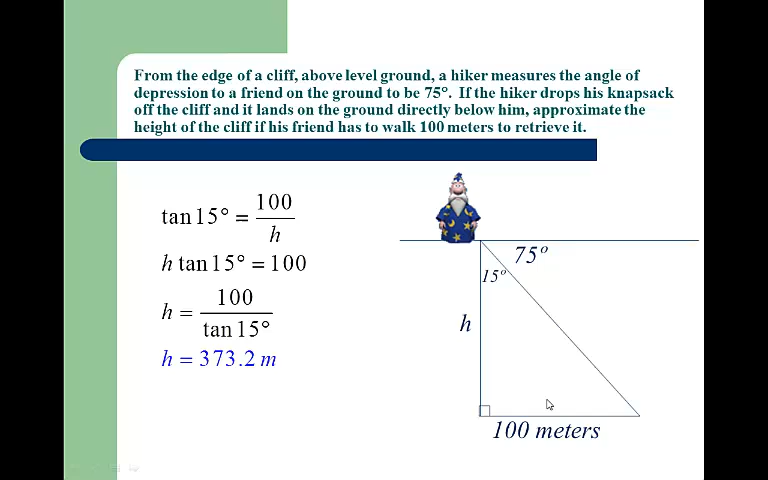 From the edge of a cliff, above level ground, a hiker measures the angle of
depression to a friend on the ground to be 75°. If the hiker drops his knapsack
off the cliff and it lands on the ground directly below him, approximate the
height of the cliff if his friend has to walk 100 meters to retrieve it.
tan 15° = 100/h
h tan 15° = 100
h = 100/tan 15°
h = 373.2 m
75º
15º
h
100 meters